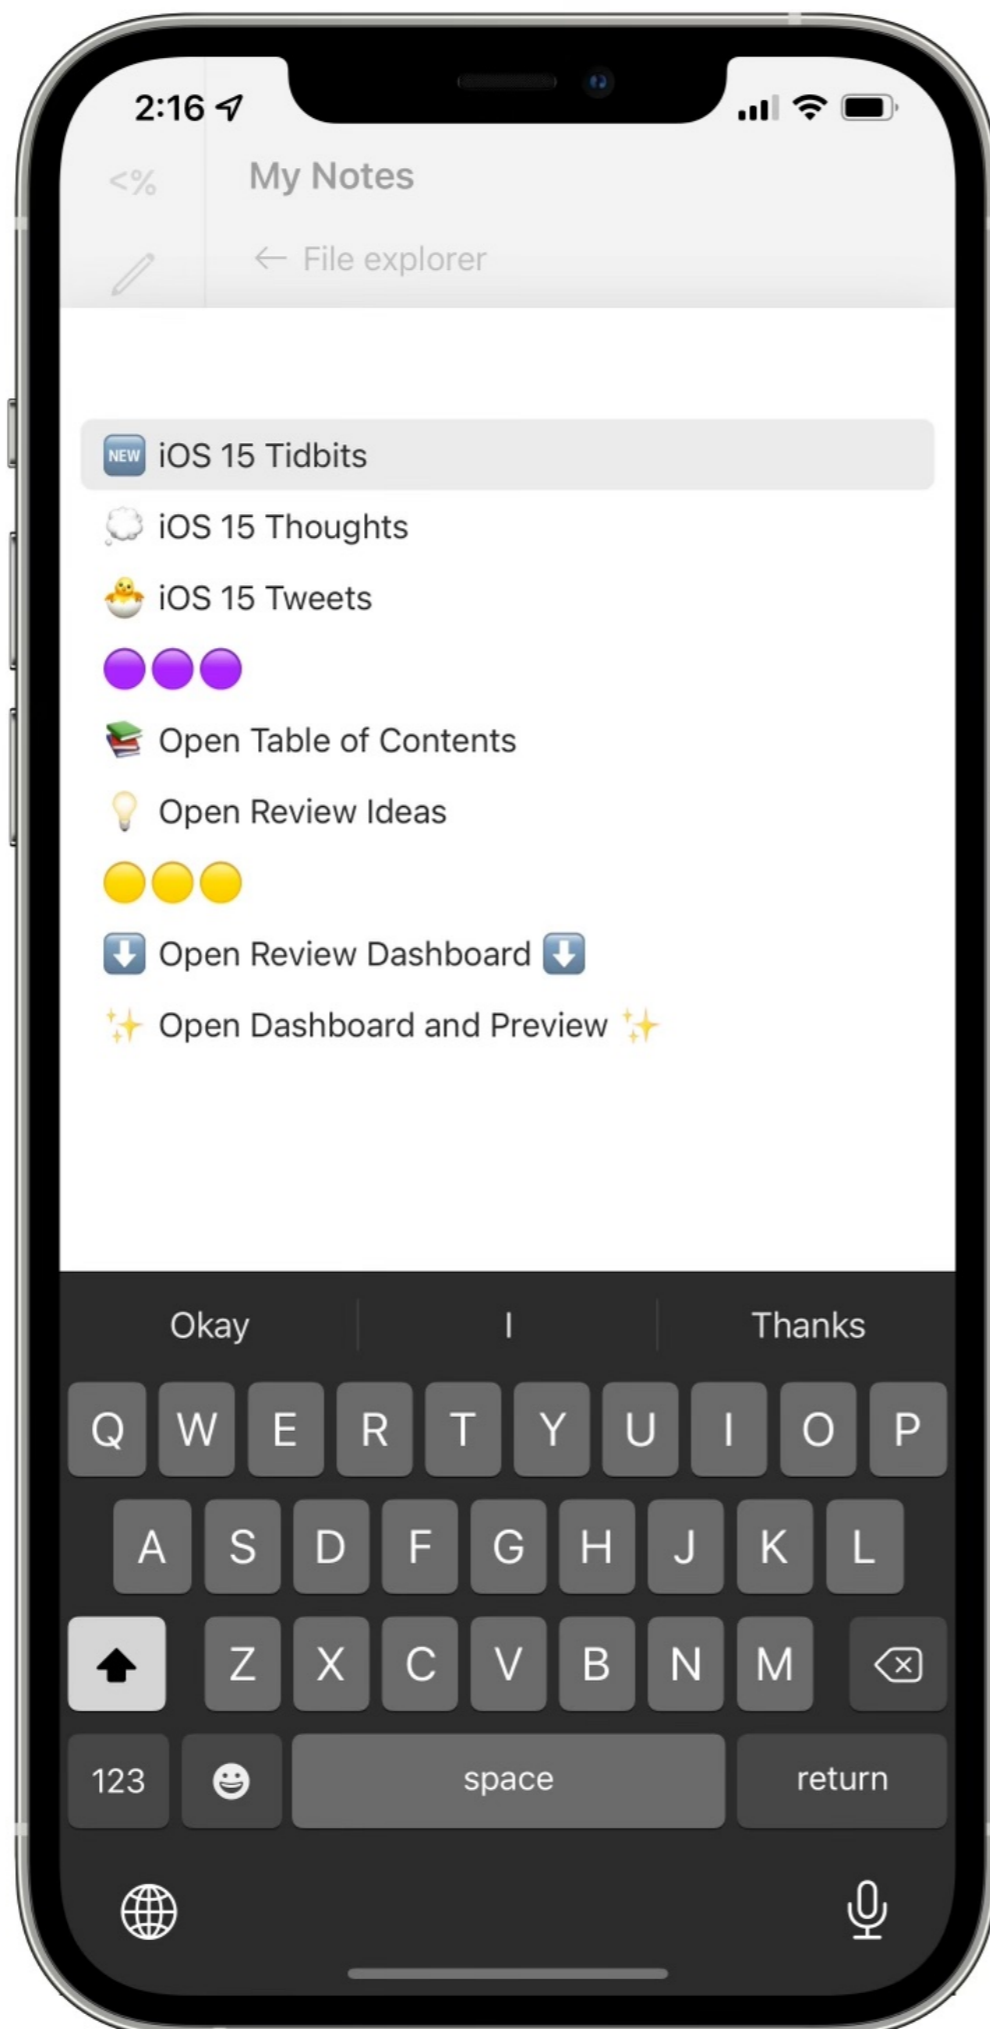 2:16
<%
My Notes
← File explorer
🆕 iOS 15 Tidbits
💭 iOS 15 Thoughts
🐣 iOS 15 Tweets
🟣🟣🟣
📚 Open Table of Contents
💡 Open Review Ideas
🟡🟡🟡
⬇️ Open Review Dashboard ⬇️
✨ Open Dashboard and Preview ✨
Okay I Thanks
Q W E R T Y U I O P
A S D F G H J K L
Z X C V B N M
123 space return